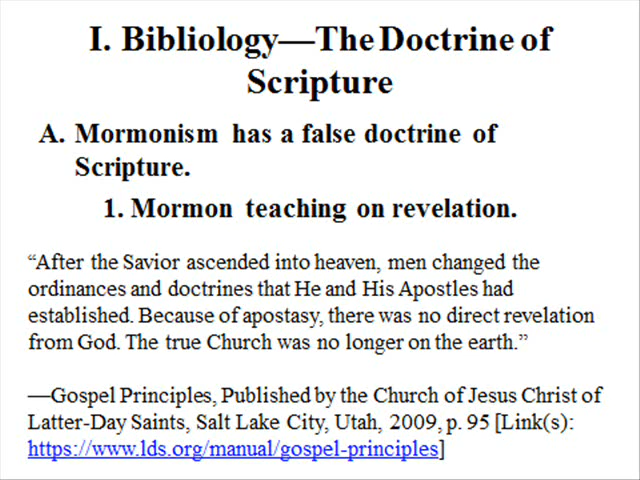 I. Bibliology—The Doctrine of
Scripture
A. Mormonism has a false doctrine of
Scripture.
1. Mormon teaching on revelation.
“After the Savior ascended into heaven, men changed the
ordinances and doctrines that He and His Apostles had
established. Because of apostasy, there was no direct revelation
from God. The true Church was no longer on the earth.”
—Gospel Principles, Published by the Church of Jesus Christ of
Latter-Day Saints, Salt Lake City, Utah, 2009, p. 95 [Link(s):
https://www.lds.org/manual/gospel-principles]